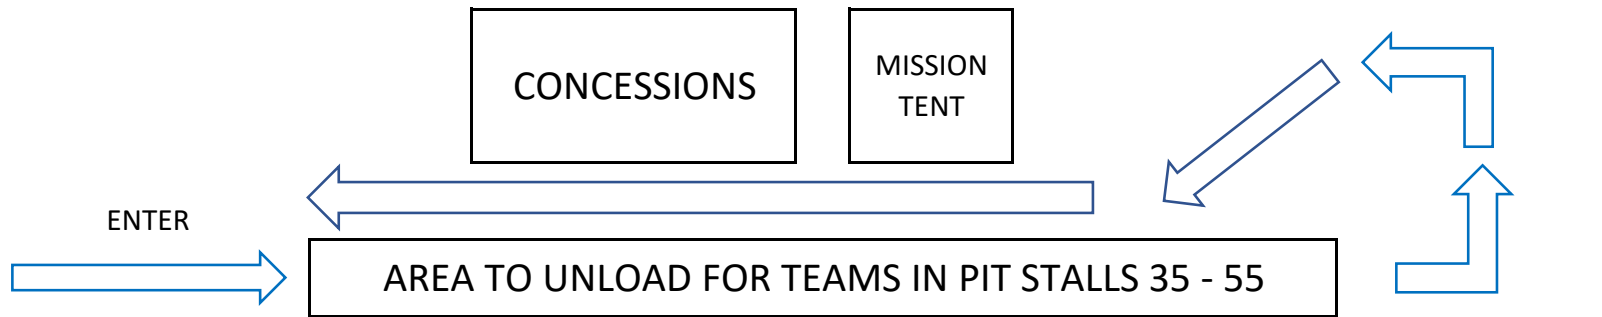 CONCESSIONS
MISSION
TENT
ENTER
AREA TO UNLOAD FOR TEAMS IN PIT STALLS 35 - 55